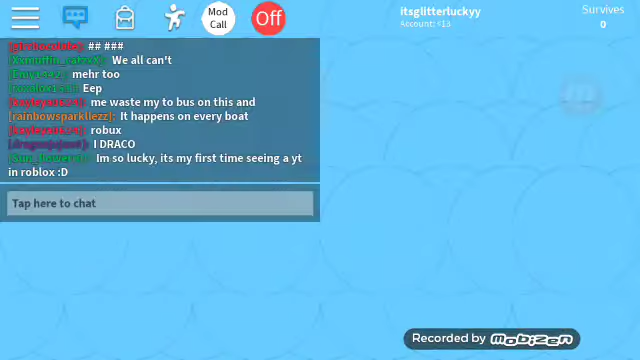 Mod
Call
Off
itsglitterluckyy
Account: <13
Survives
0
## ###
We all can't
mehr too
Eep
me waste my to bus on this and
[rainbowsparkllezz]: It happens on every boat
robux
I DRACO
Im so lucky, its my first time seeing a yt
in roblox :D
Tap here to chat
Recorded by mobizen